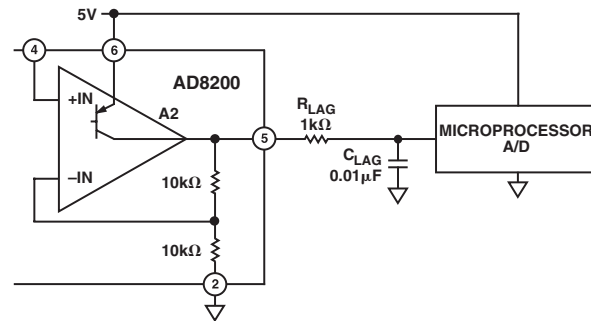 5V
4
6
AD8200
+IN
A2
–IN
10kΩ
10kΩ
2
5
R_LAG
1kΩ
C_LAG
0.01μF
MICROPROCESSOR
A/D